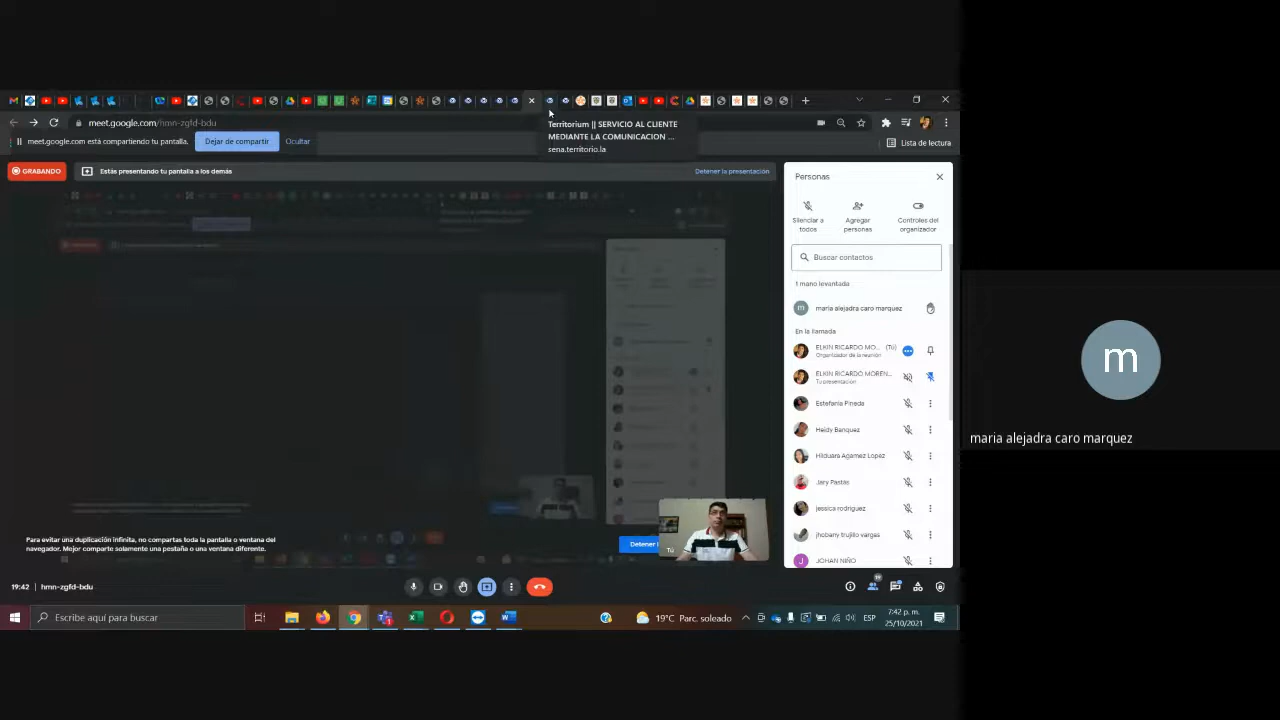 meet.google.com/hmn-zgfd-bdu
meet.google.com está compartiendo tu pantalla.
Dejar de compartir
Ocultar
Territorium || SERVICIO AL CLIENTE
MEDIANTE LA COMUNICACION ...
sena.territorio.la
Lista de lectura
GRABANDO
Estás presentando tu pantalla a los demás
Detener la presentación
Personas
Silenciar a
todos
Agregar
personas
Controles del
organizador
Buscar contactos
1 mano levantada
m
maria alejadra caro marquez
En la llamada
ELKIN RICARDO MO... (Tú)
Organizador de la reunión
ELKIN RICARDO MOREN...
Tu presentación
Estefania Pineda
Heidy Banquez
Hilduara Agamez Lopez
Jary Pastás
jessica rodriguez
jhobany trujillo vargas
J
JOHAN NIÑO
m
maria alejadra caro marquez
Para evitar una duplicación infinita, no compartas toda la pantalla o ventana del
navegador. Mejor comparte solamente una pestaña o una ventana diferente.
Detener
Tú
19:42 | hmn-zgfd-bdu
Escribe aquí para buscar
19°C Parc. soleado
ESP
7:42 p. m.
25/10/2021